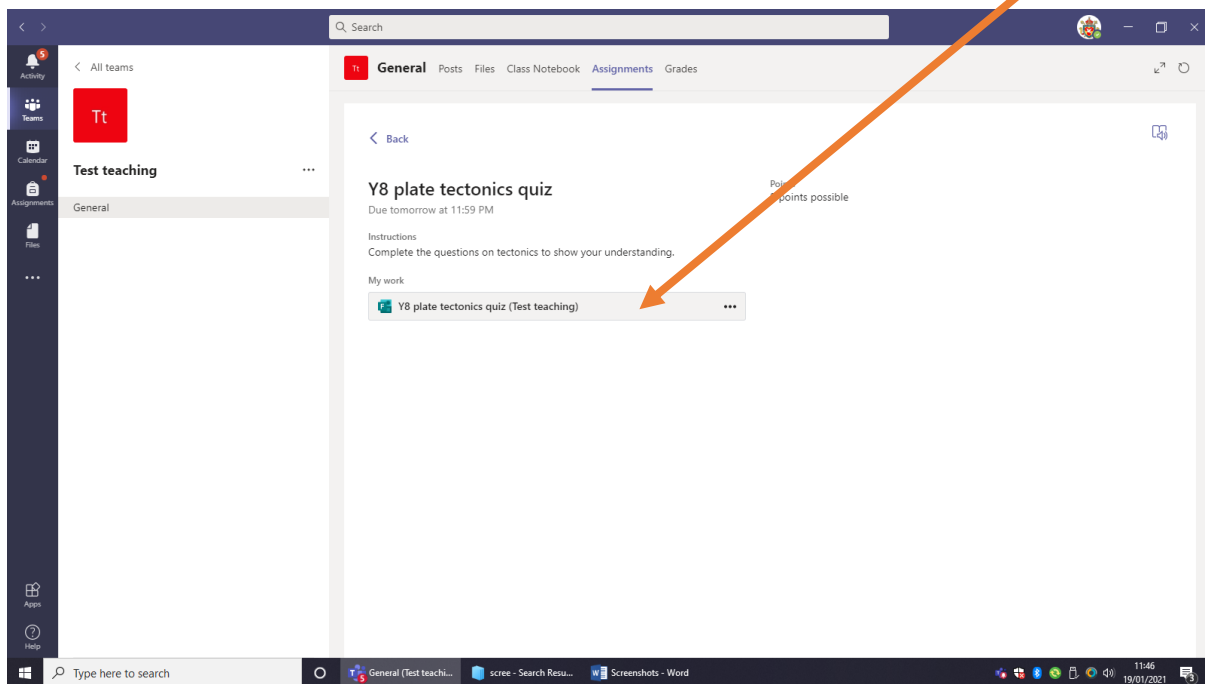 Search
5
Activity
Teams
Calendar
Assignments
Files
Apps
Help
All teams
Tt
Test teaching
General
Tt General Posts Files Class Notebook Assignments Grades
Back
Y8 plate tectonics quiz
Due tomorrow at 11:59 PM
points possible
Instructions
Complete the questions on tectonics to show your understanding.
My work
Y8 plate tectonics quiz (Test teaching)
Type here to search
General (Test teachi...
scree - Search Resu...
Screenshots - Word
11:46
19/01/2021
3